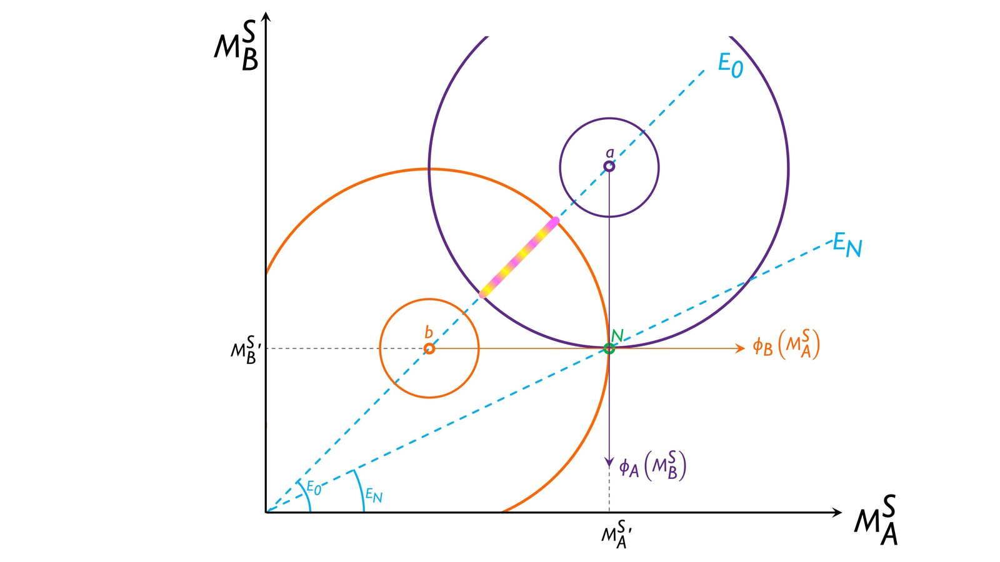 M_B^S
E_0
a
E_N
b
N
M_B^S'
ϕ_B (M_A^S)
ϕ_A (M_B^S)
E_0
E_N
M_A^S
M_A^S'